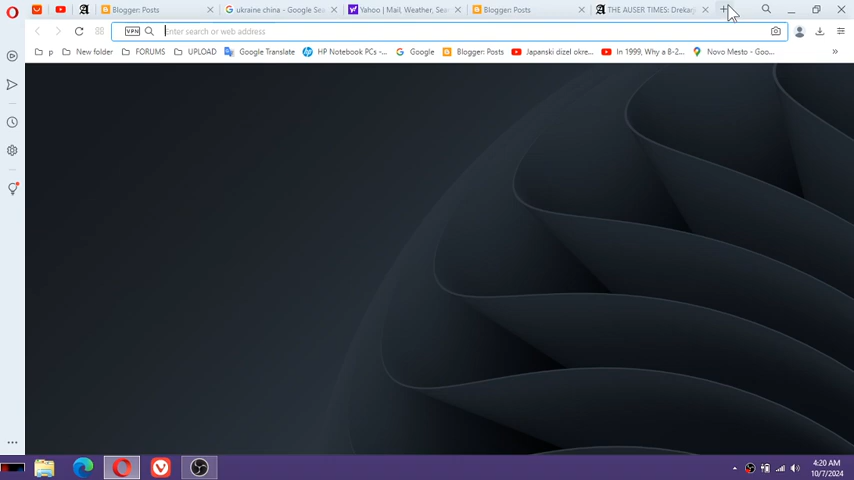 Blogger: Posts
ukraine china - Google Sea
Yahoo | Mail, Weather, Sea
Blogger: Posts
THE AUSER TIMES: Drekarj
VPN
Enter search or web address
p
New folder
FORUMS
UPLOAD
Google Translate
HP Notebook PCs -...
Google
Blogger: Posts
Japanski dizel okre...
In 1999, Why a B-2...
Novo Mesto - Goo...
4:20 AM
10/7/2024